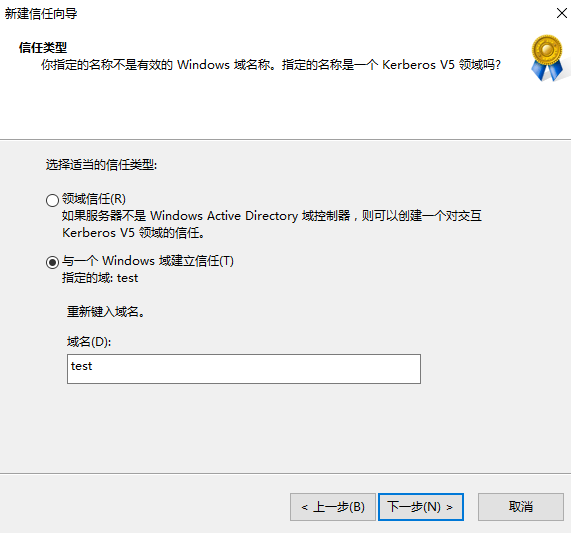 新建信任向导
信任类型
你指定的名称不是有效的 Windows 域名称。指定的名称是一个 Kerberos V5 领域吗?
选择适当的信任类型:
领域信任(R)
如果服务器不是 Windows Active Directory 域控制器，则可以创建一个对交互
Kerberos V5 领域的信任。
与一个 Windows 域建立信任(T)
指定的域: test
重新键入域名。
域名(D):
test
< 上一步(B)
下一步(N) >
取消